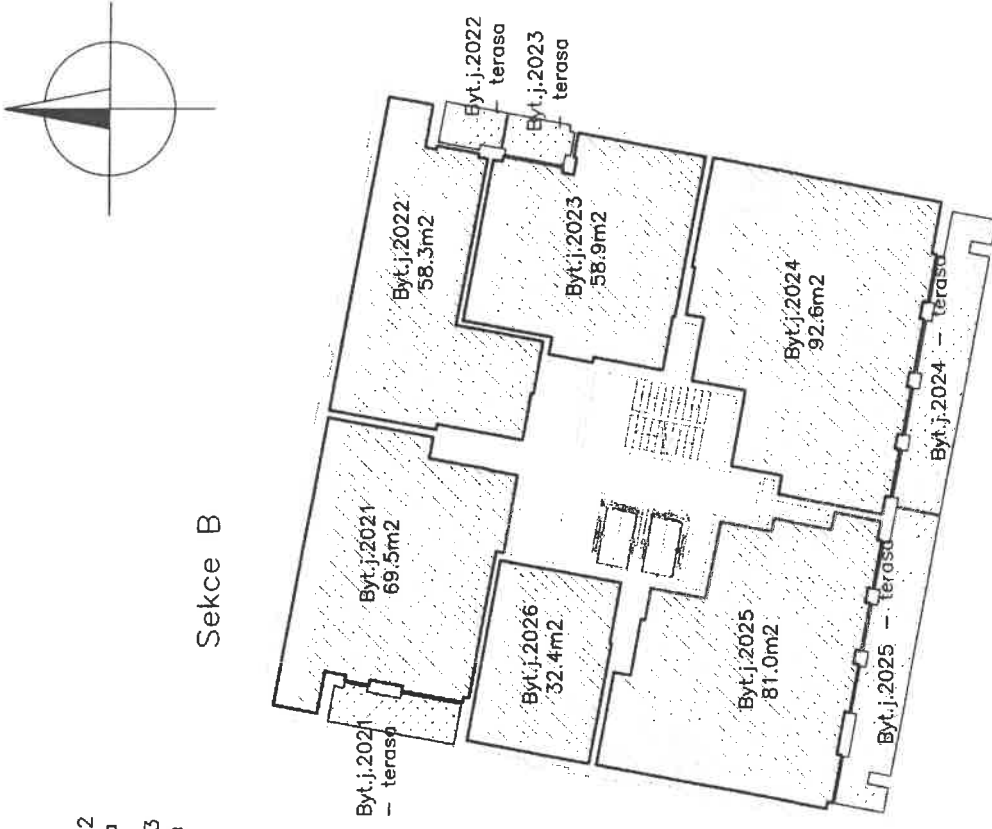 Sekce B
Byt.j.2022
– terasa
Byt.j.2023
– terasa
Byt.j.2022
58.3m2
Byt.j.2023
58.9m2
Byt.j.2021
69.5m2
Byt.j.2024
92.6m2
Byt.j.2026
32.4m2
Byt.j.2025
81.0m2
Byt.j.2021
– terasa
Byt.j.2024 – terasa
Byt.j.2025 – terasa
2
3